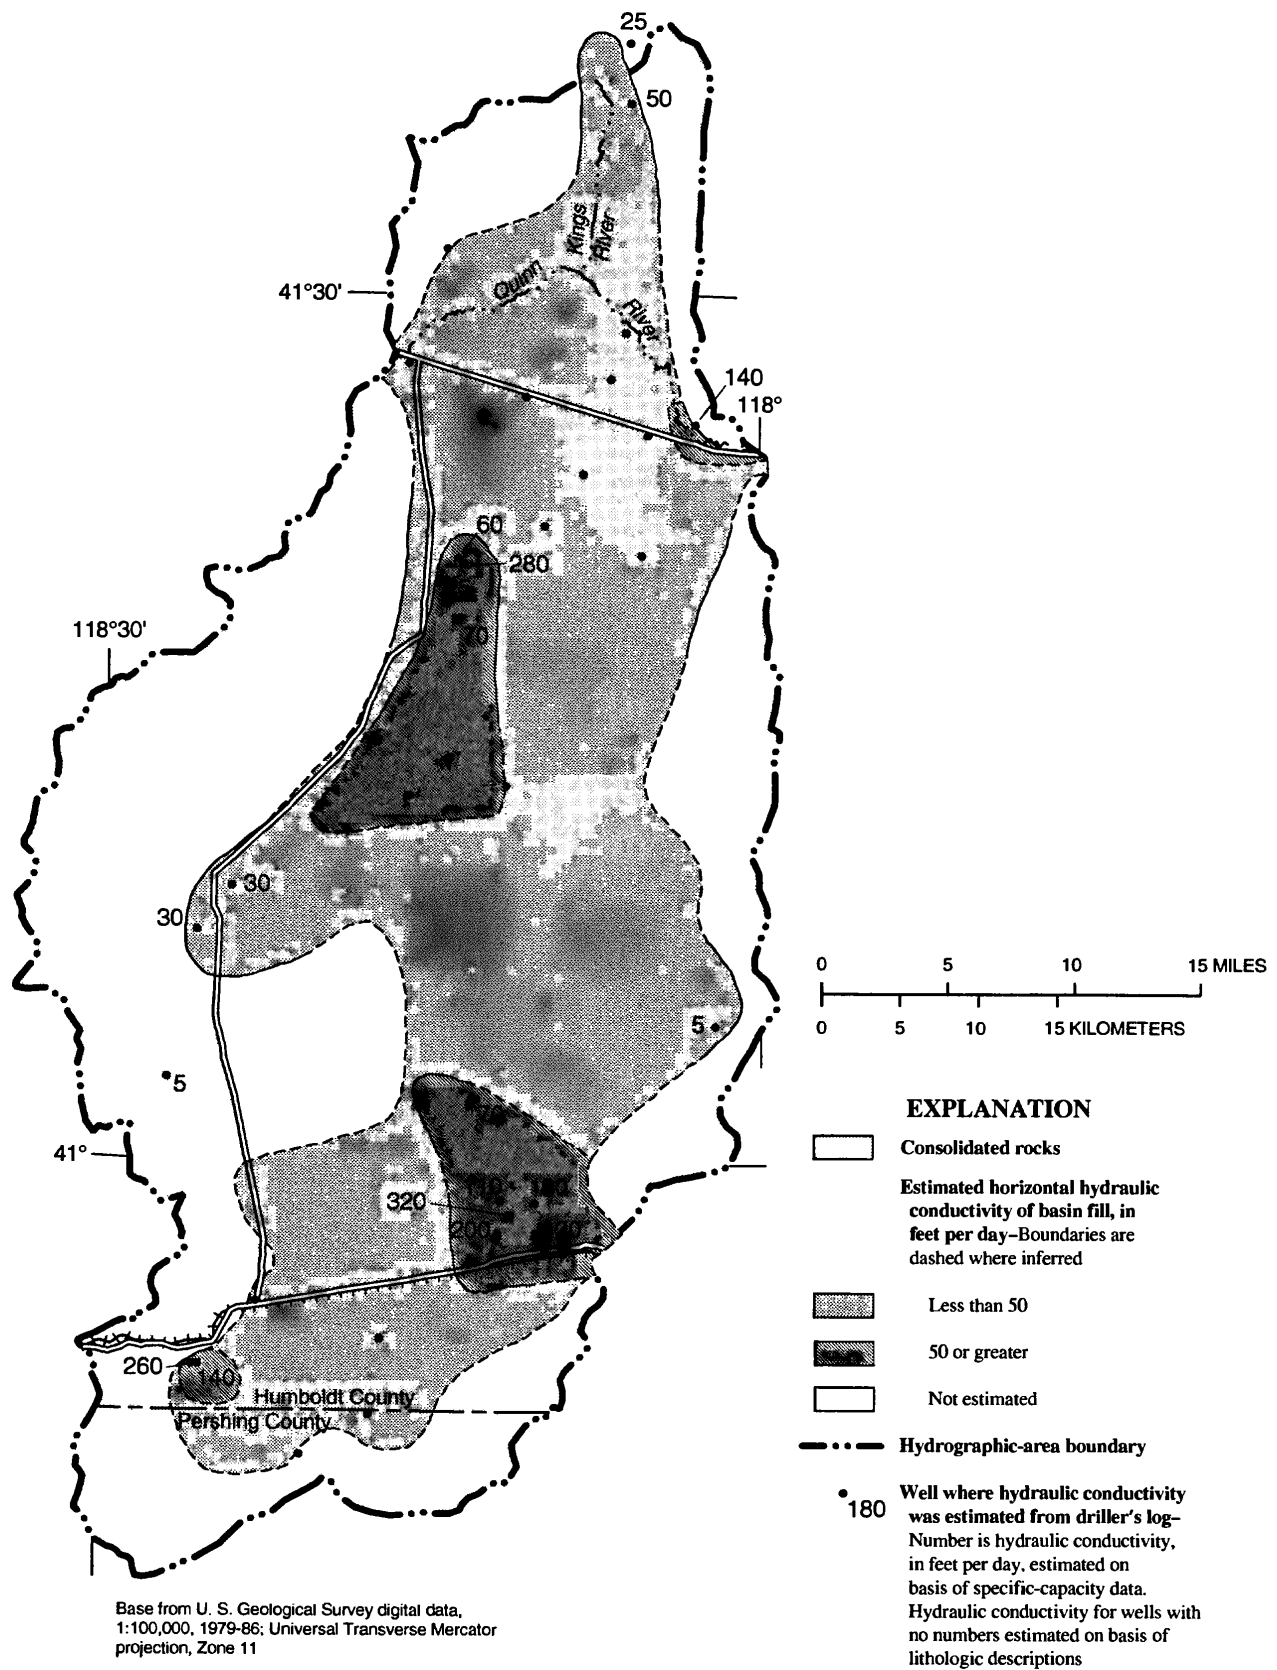 25
50
Kings
River
Quinn
River
41°30'
140
118°
60
280
70
118°30'
30
30
5
5
41°
70
320
200
260
140
Humboldt County
Pershing County
0 5 10 15 MILES
0 5 10 15 KILOMETERS
EXPLANATION
Consolidated rocks
Estimated horizontal hydraulic
conductivity of basin fill, in
feet per day–Boundaries are
dashed where inferred
Less than 50
50 or greater
Not estimated
Hydrographic-area boundary
180
Well where hydraulic conductivity
was estimated from driller's log–
Number is hydraulic conductivity,
in feet per day, estimated on
basis of specific-capacity data.
Hydraulic conductivity for wells with
no numbers estimated on basis of
lithologic descriptions
Base from U. S. Geological Survey digital data,
1:100,000, 1979-86; Universal Transverse Mercator
projection, Zone 11